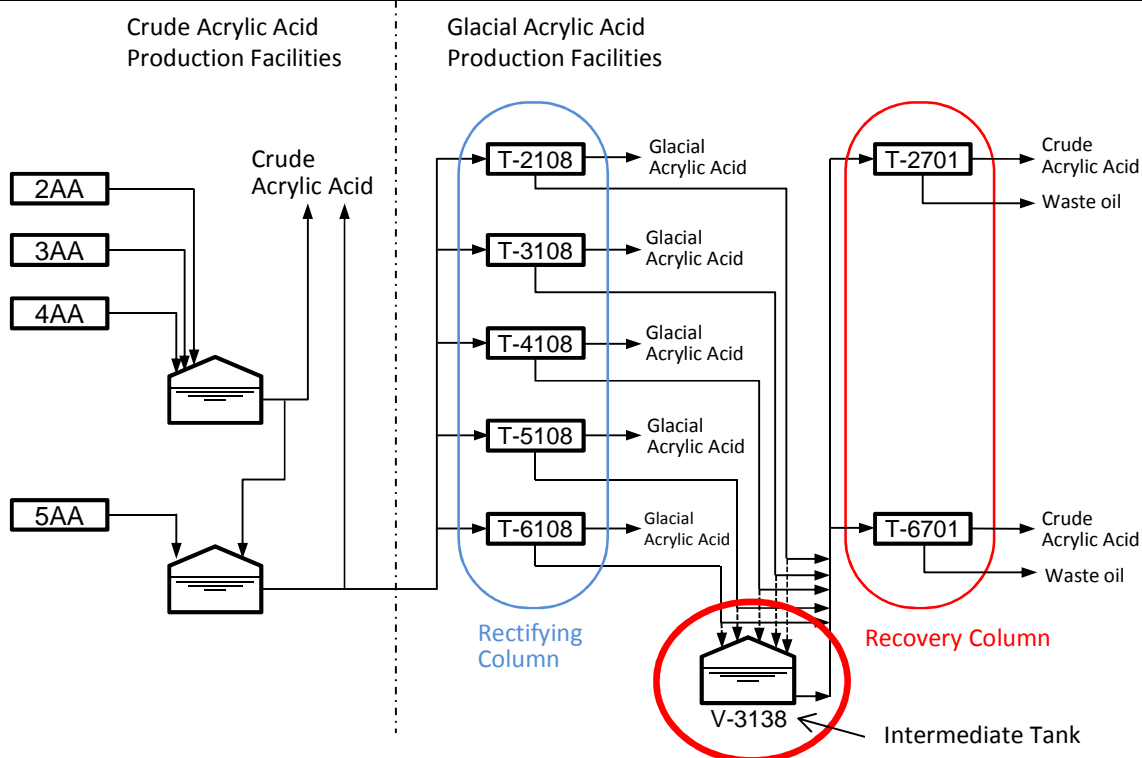 Crude Acrylic Acid
Production Facilities
Glacial Acrylic Acid
Production Facilities
2AA
3AA
4AA
5AA
Crude
Acrylic Acid
T-2108
Glacial
Acrylic Acid
T-3108
Glacial
Acrylic Acid
T-4108
Glacial
Acrylic Acid
T-5108
Glacial
Acrylic Acid
T-6108
Glacial
Acrylic Acid
Rectifying
Column
T-2701
Crude
Acrylic Acid
Waste oil
T-6701
Crude
Acrylic Acid
Waste oil
Recovery Column
V-3138
Intermediate Tank